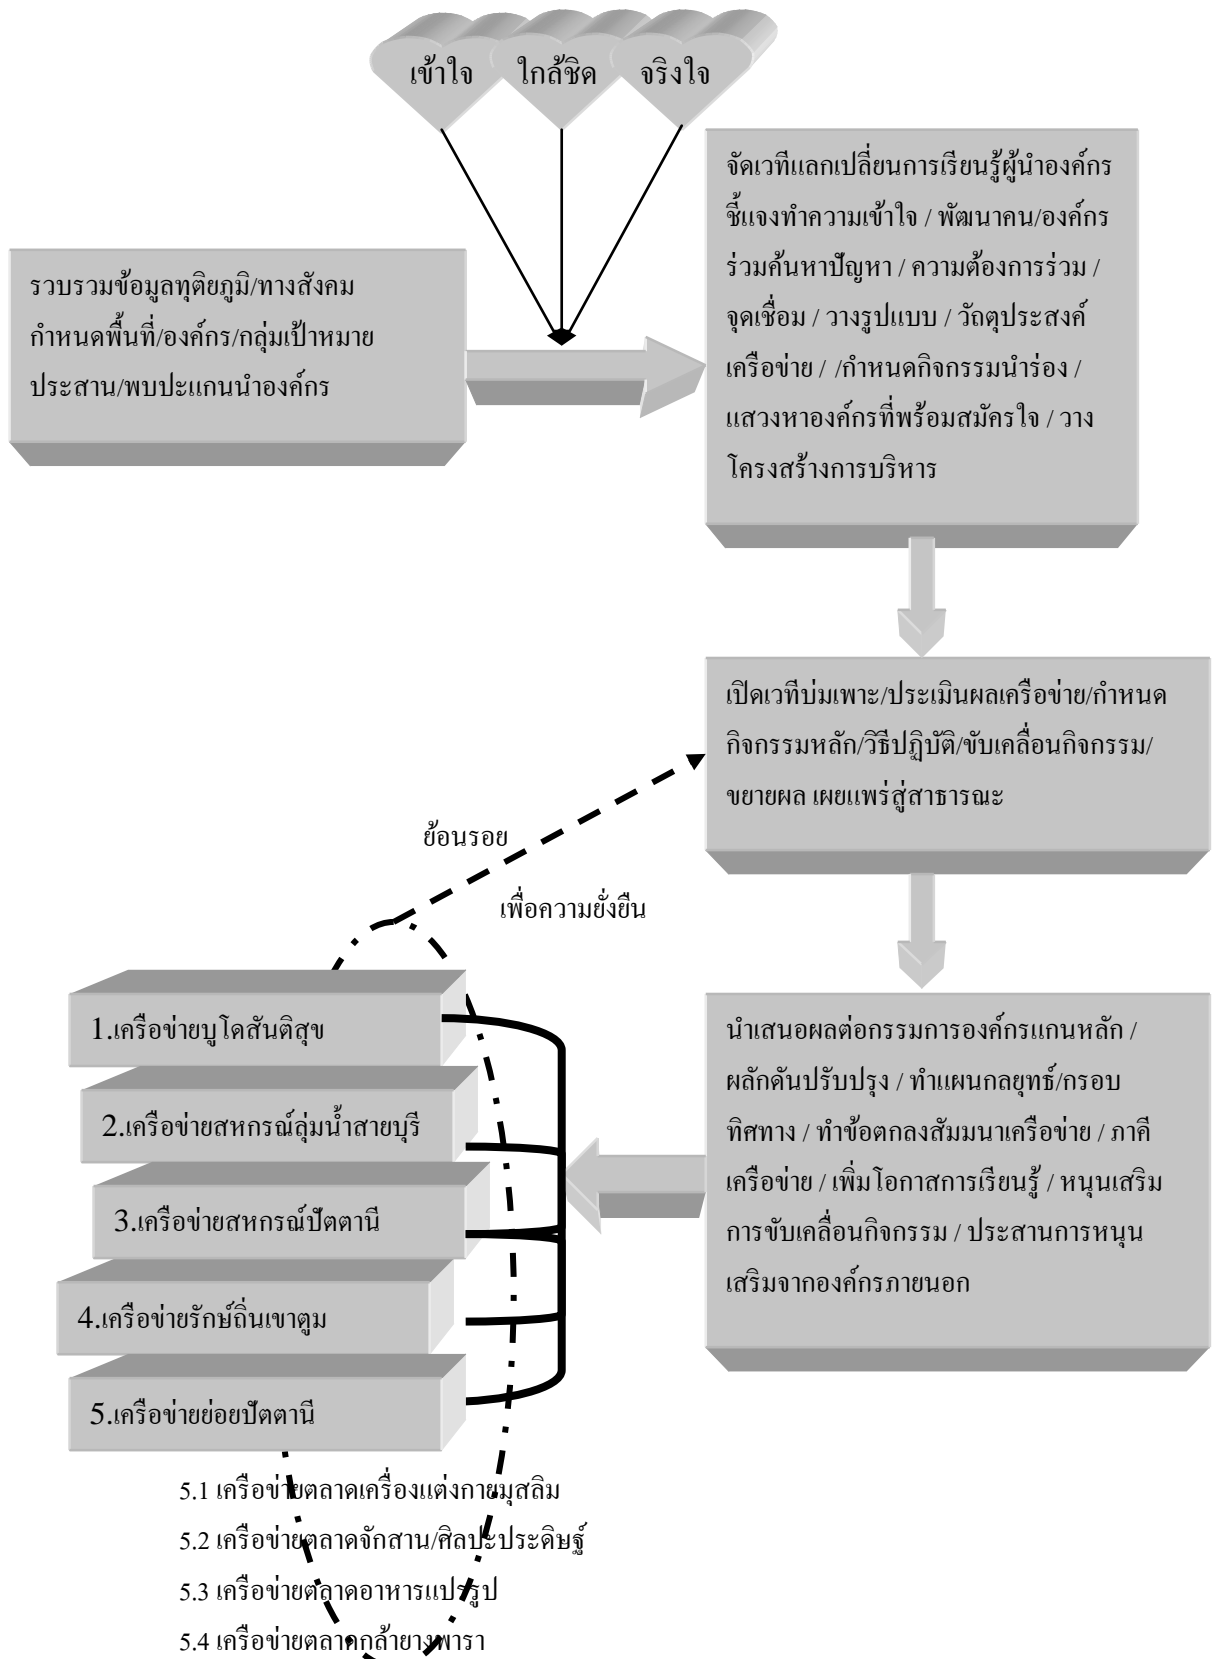 เข้าใจ ใกล้ชิด จริงใจ
รวบรวมข้อมูลทุติยภูมิ/ทางสังคม
กำหนดพื้นที่/องค์กร/กลุ่มเป้าหมาย
ประสาน/พบปะแกนนำองค์กร
จัดเวทีแลกเปลี่ยนการเรียนรู้ผู้นำองค์กร
ชี้แจงทำความเข้าใจ / พัฒนาคน/องค์กร
ร่วมค้นหาปัญหา / ความต้องการร่วม /
จุดเชื่อม / วางรูปแบบ / วัถตุประสงค์
เครือข่าย / /กำหนดกิจกรรมนำร่อง /
แสวงหาองค์กรที่พร้อมสมัครใจ / วาง
โครงสร้างการบริหาร
เปิดเวทีบ่มเพาะ/ประเมินผลเครือข่าย/กำหนด
กิจกรรมหลัก/วิธีปฏิบัติ/ขับเคลื่อนกิจกรรม/
ขยายผล เผยแพร่สู่สาธารณะ
ย้อนรอย
เพื่อความยั่งยืน
นำเสนอผลต่อกรรมการองค์กรแกนหลัก /
ผลักดันปรับปรุง / ทำแผนกลยุทธ์/กรอบ
ทิศทาง / ทำข้อตกลงสัมมนาเครือข่าย / ภาคี
เครือข่าย / เพิ่มโอกาสการเรียนรู้ / หนุนเสริม
การขับเคลื่อนกิจกรรม / ประสานการหนุน
เสริมจากองค์กรภายนอก
1.เครือข่ายบูโดสันติสุข
2.เครือข่ายสหกรณ์ลุ่มน้ำสายบุรี
3.เครือข่ายสหกรณ์ปัตตานี
4.เครือข่ายรักษ์ถิ่นเขาตูม
5.เครือข่ายย่อยปัตตานี
5.1 เครือข่ายตลาดเครื่องแต่งกายมุสลิม
5.2 เครือข่ายตลาดจักสาน/ศิลปะประดิษฐ์
5.3 เครือข่ายตลาดอาหารแปรรูป
5.4 เครือข่ายตลาดกล้ายางพารา